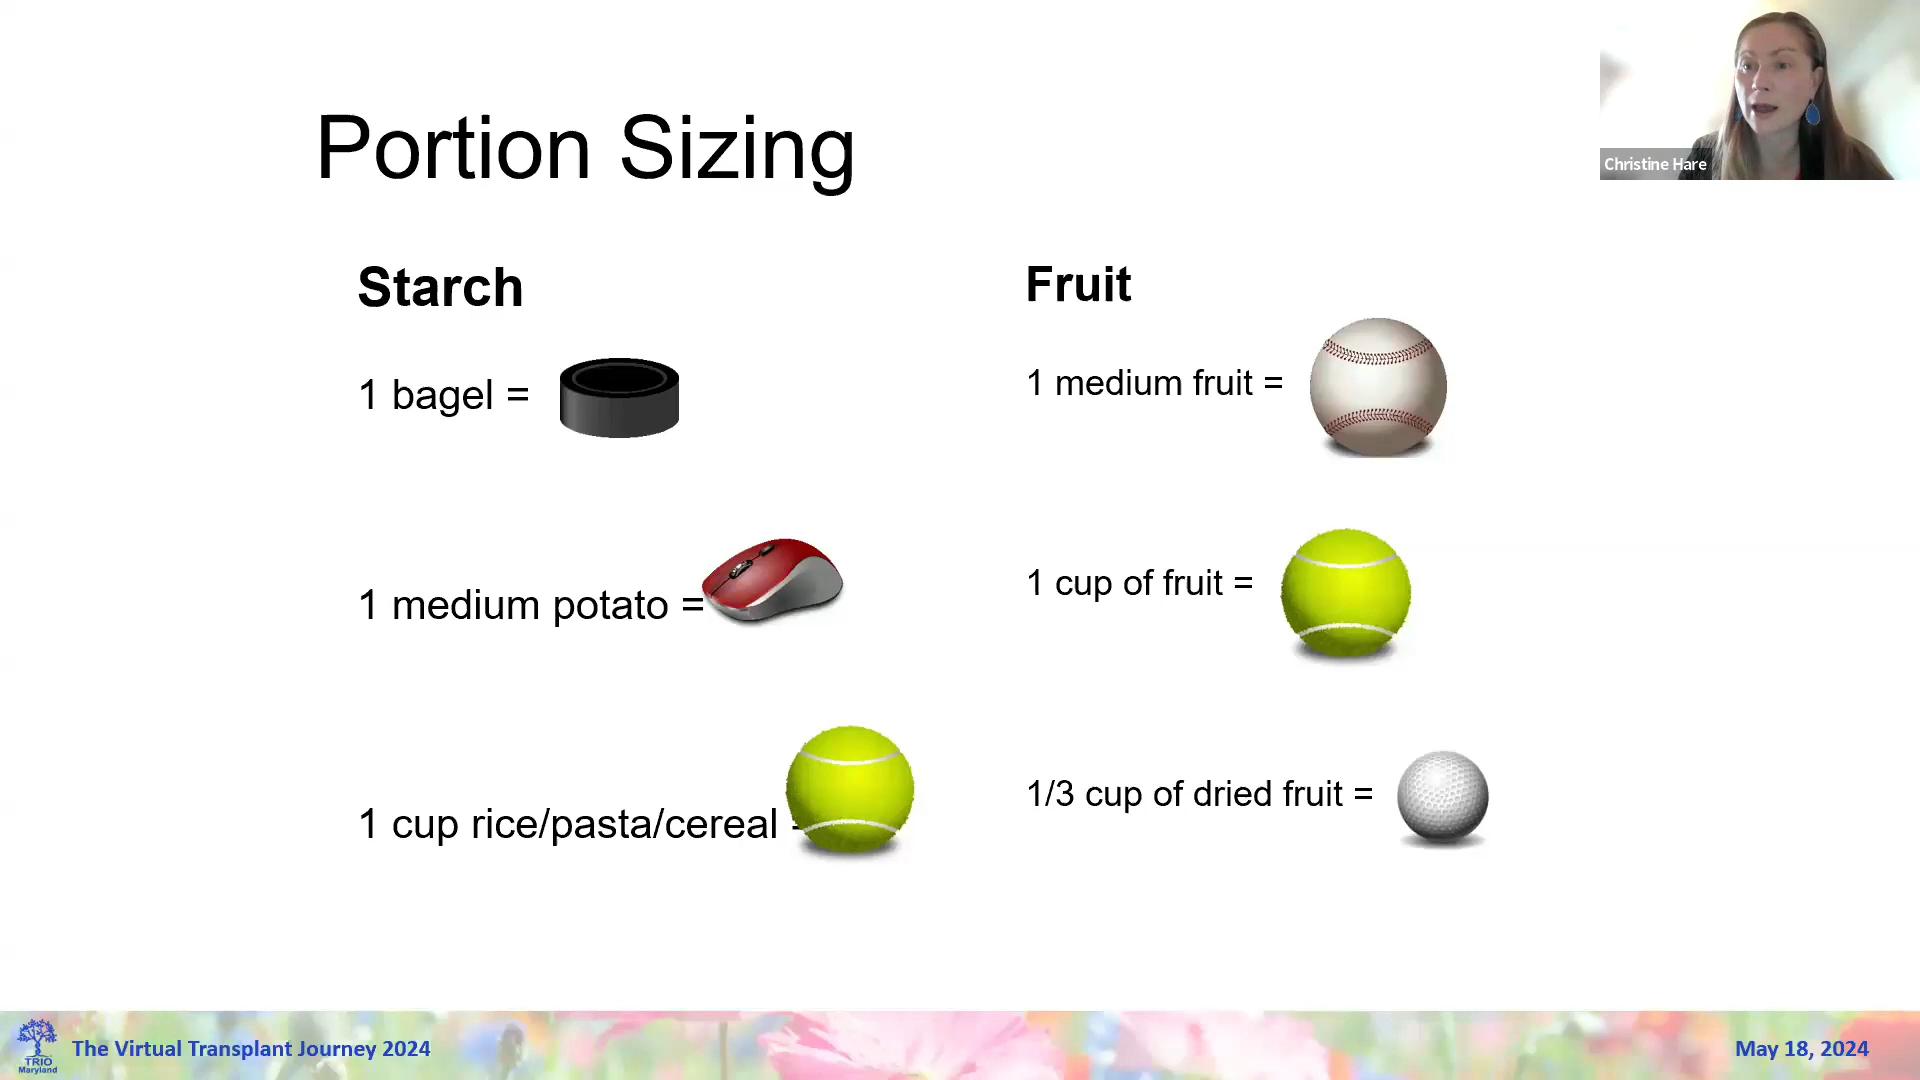 Portion Sizing
Christine Hare
Starch
1 bagel =
1 medium potato =
1 cup rice/pasta/cereal =
Fruit
1 medium fruit =
1 cup of fruit =
1/3 cup of dried fruit =
TRIO
Maryland
The Virtual Transplant Journey 2024
May 18, 2024